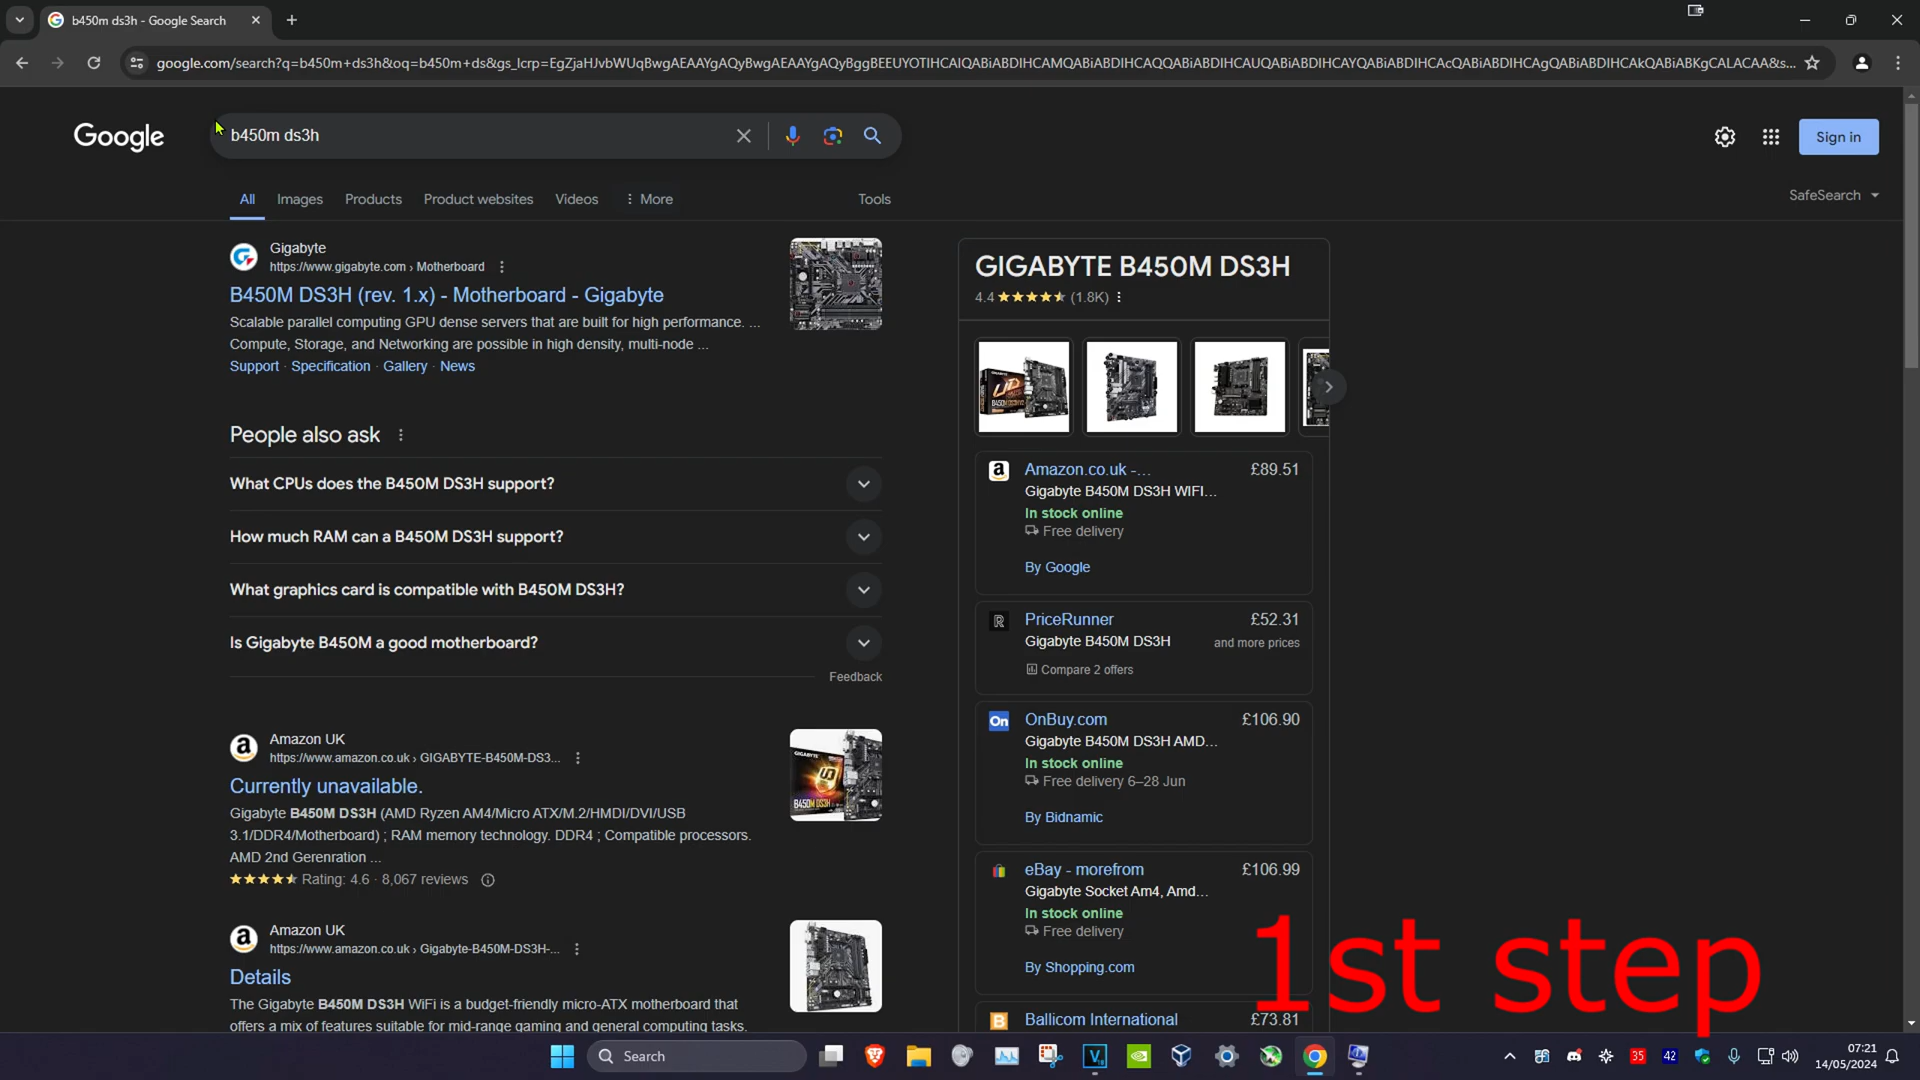 b450m ds3h - Google Search
google.com/search?q=b450m+ds3h&oq=b450m+ds&gs_lcrp=EgZjaHJvbWUqBwgAEAAYgAQyBwgAEAAYgAQyBggBEEUYOTIHCAIQABiABDIHCAMQABiABDIHCAQQABiABDIHCAUQABiABDIHCAYQABiABDIHCAcQABiABDIHCAgQABiABDIHCAkQABiABKgCALACAA&s...
Google
b450m ds3h
Sign in
All Images Products Product websites Videos More Tools
SafeSearch
Gigabyte
https://www.gigabyte.com › Motherboard
B450M DS3H (rev. 1.x) - Motherboard - Gigabyte
Scalable parallel computing GPU dense servers that are built for high performance. ...
Compute, Storage, and Networking are possible in high density, multi-node ...
Support · Specification · Gallery · News
People also ask
What CPUs does the B450M DS3H support?
How much RAM can a B450M DS3H support?
What graphics card is compatible with B450M DS3H?
Is Gigabyte B450M a good motherboard?
Feedback
Amazon UK
https://www.amazon.co.uk › GIGABYTE-B450M-DS3...
Currently unavailable.
Gigabyte B450M DS3H (AMD Ryzen AM4/Micro ATX/M.2/HMDI/DVI/USB
3.1/DDR4/Motherboard) ; RAM memory technology. DDR4 ; Compatible processors.
AMD 2nd Gerenration ...
Rating: 4.6 · 8,067 reviews
Amazon UK
https://www.amazon.co.uk › Gigabyte-B450M-DS3H-...
Details
The Gigabyte B450M DS3H WiFi is a budget-friendly micro-ATX motherboard that
offers a mix of features suitable for mid-range gaming and general computing tasks.
GIGABYTE B450M DS3H
4.4 (1.8K)
Amazon.co.uk -... £89.51
Gigabyte B450M DS3H WIFI...
In stock online
Free delivery
By Google
PriceRunner £52.31
Gigabyte B450M DS3H and more prices
Compare 2 offers
OnBuy.com £106.90
Gigabyte B450M DS3H AMD...
In stock online
Free delivery 6–28 Jun
By Bidnamic
eBay - morefrom £106.99
Gigabyte Socket Am4, Amd...
In stock online
Free delivery
By Shopping.com
Ballicom International £73.81
1st step
Search
35
42
07:21
14/05/2024